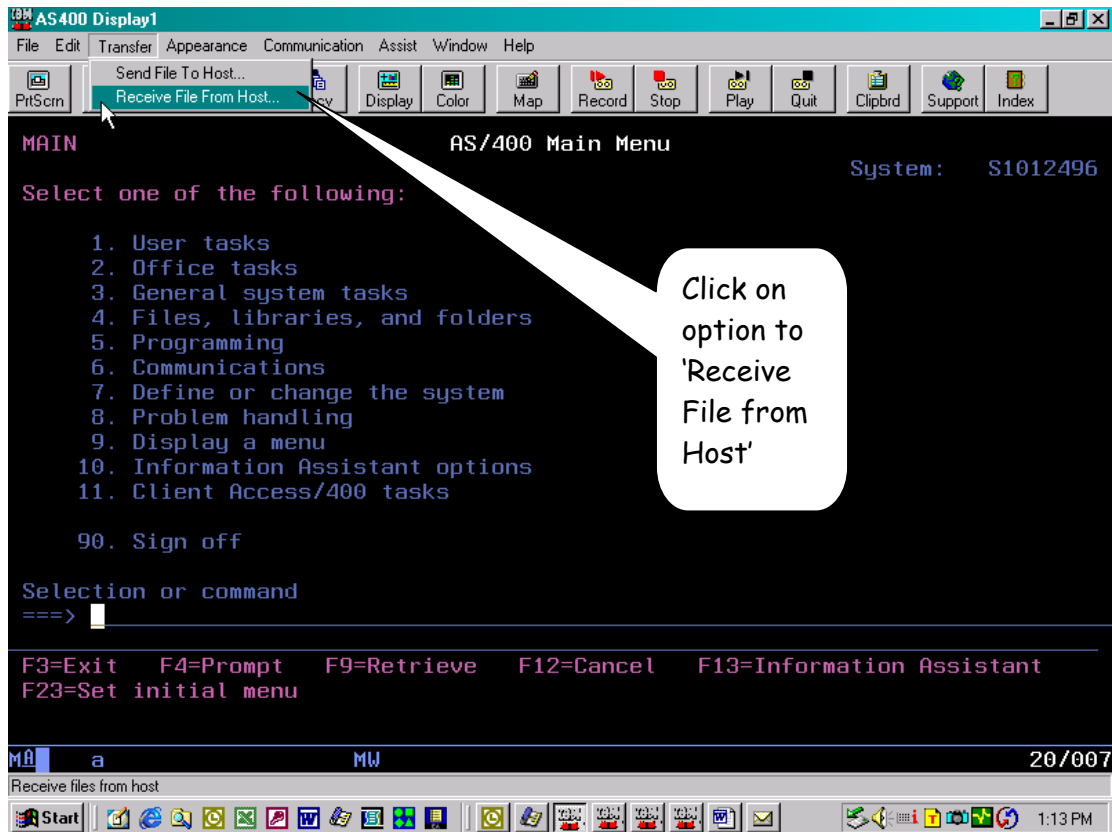 AS400 Display1
File Edit Transfer Appearance Communication Assist Window Help
Send File To Host...
Receive File From Host...
PrtScrn Display Color Map Record Stop Play Quit Clipbrd Support Index
MAIN AS/400 Main Menu
System: S1012496
Select one of the following:
1. User tasks
2. Office tasks
3. General system tasks
4. Files, libraries, and folders
5. Programming
6. Communications
7. Define or change the system
8. Problem handling
9. Display a menu
10. Information Assistant options
11. Client Access/400 tasks
90. Sign off
Click on
option to
‘Receive
File from
Host’
Selection or command
===>
F3=Exit F4=Prompt F9=Retrieve F12=Cancel F13=Information Assistant
F23=Set initial menu
MA a MW 20/007
Receive files from host
Start 1:13 PM